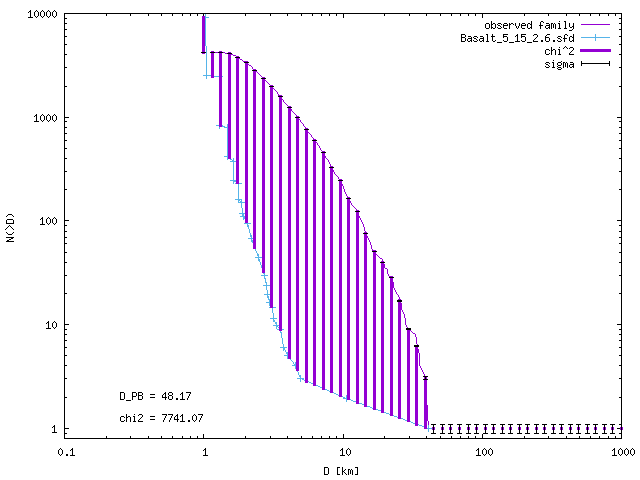 10000
1000
100
10
1
N(>D)
observed family
Basalt_5_15_2.6.sfd
chi^2
sigma
D_PB = 48.17
chi2 = 7741.07
0.1 1 10 100 1000
D [km]